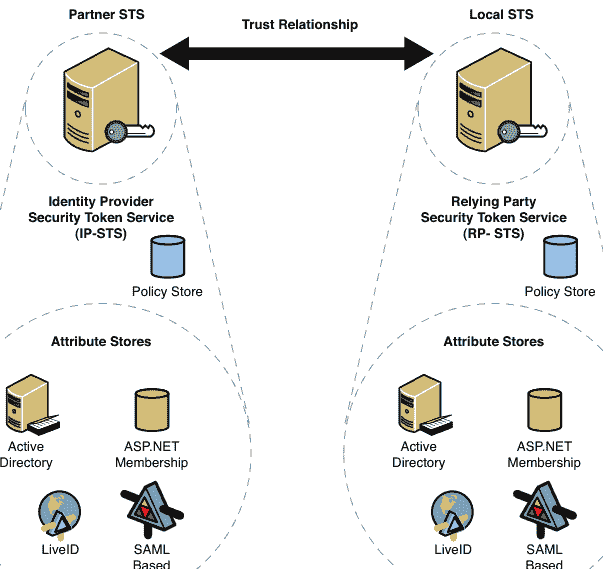 Partner STS
Trust Relationship
Local STS
Identity Provider
Security Token Service
(IP-STS)
Policy Store
Relying Party
Security Token Service
(RP- STS)
Policy Store
Attribute Stores
Active
Directory
ASP.NET
Membership
LiveID
SAML
Based
Attribute Stores
Active
Directory
ASP.NET
Membership
LiveID
SAML
Based